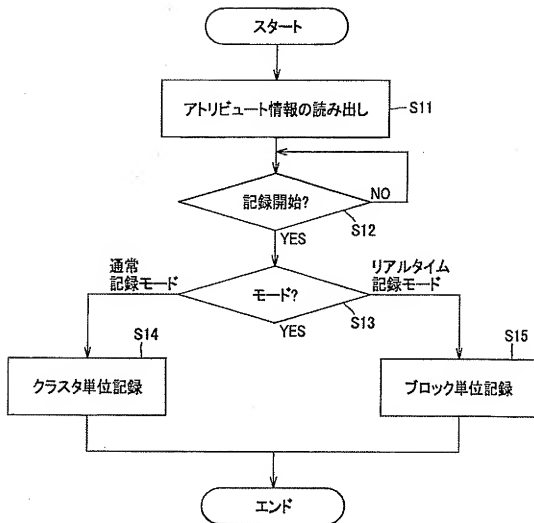 スタート
アトリビュート情報の読み出し
S11
記録開始?
NO
S12
YES
通常
記録モード
リアルタイム
記録モード
モード?
S13
YES
S14
S15
クラスタ単位記録
ブロック単位記録
エンド